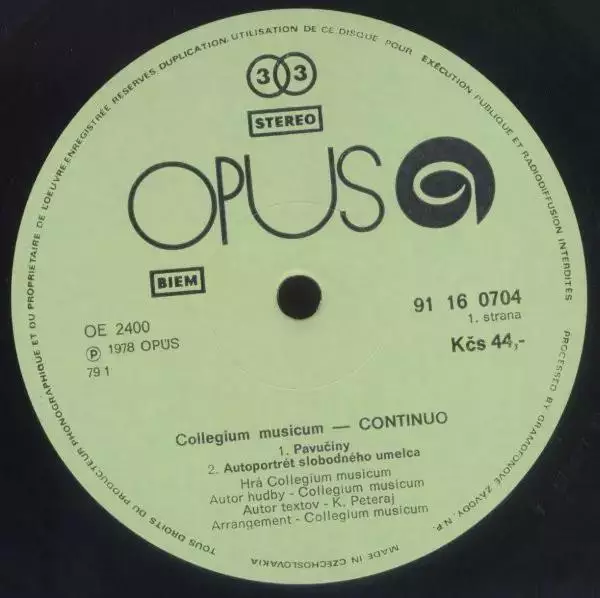 TOUS DROITS DU PRODUCTEUR PHONOGRAPHIQUE ET DU PROPRIETAIRE DE L'OEUVRE ENREGISTRÉE RESERVÉS. DUPLICATION, UTILISATION DE CE DISQUE POUR EXÉCUTION PUBLIQUE ET RADIODIFFUSION INTERDITES
PROCESSED BY GRAMOFONOVÉ ZÁVODY, N.P.
MADE IN CZECHOSLOVAKIA
33
STEREO
OPUS
BIEM
OE 2400
Ⓟ 1978 OPUS
79 1
91 16 0704
1. strana
Kčs 44,-
Collegium musicum — CONTINUO
1. Pavučiny
2. Autoportrét slobodného umelca
Hrá Collegium musicum
Autor hudby - Collegium musicum
Autor textov - K. Peteraj
Arrangement - Collegium musicum